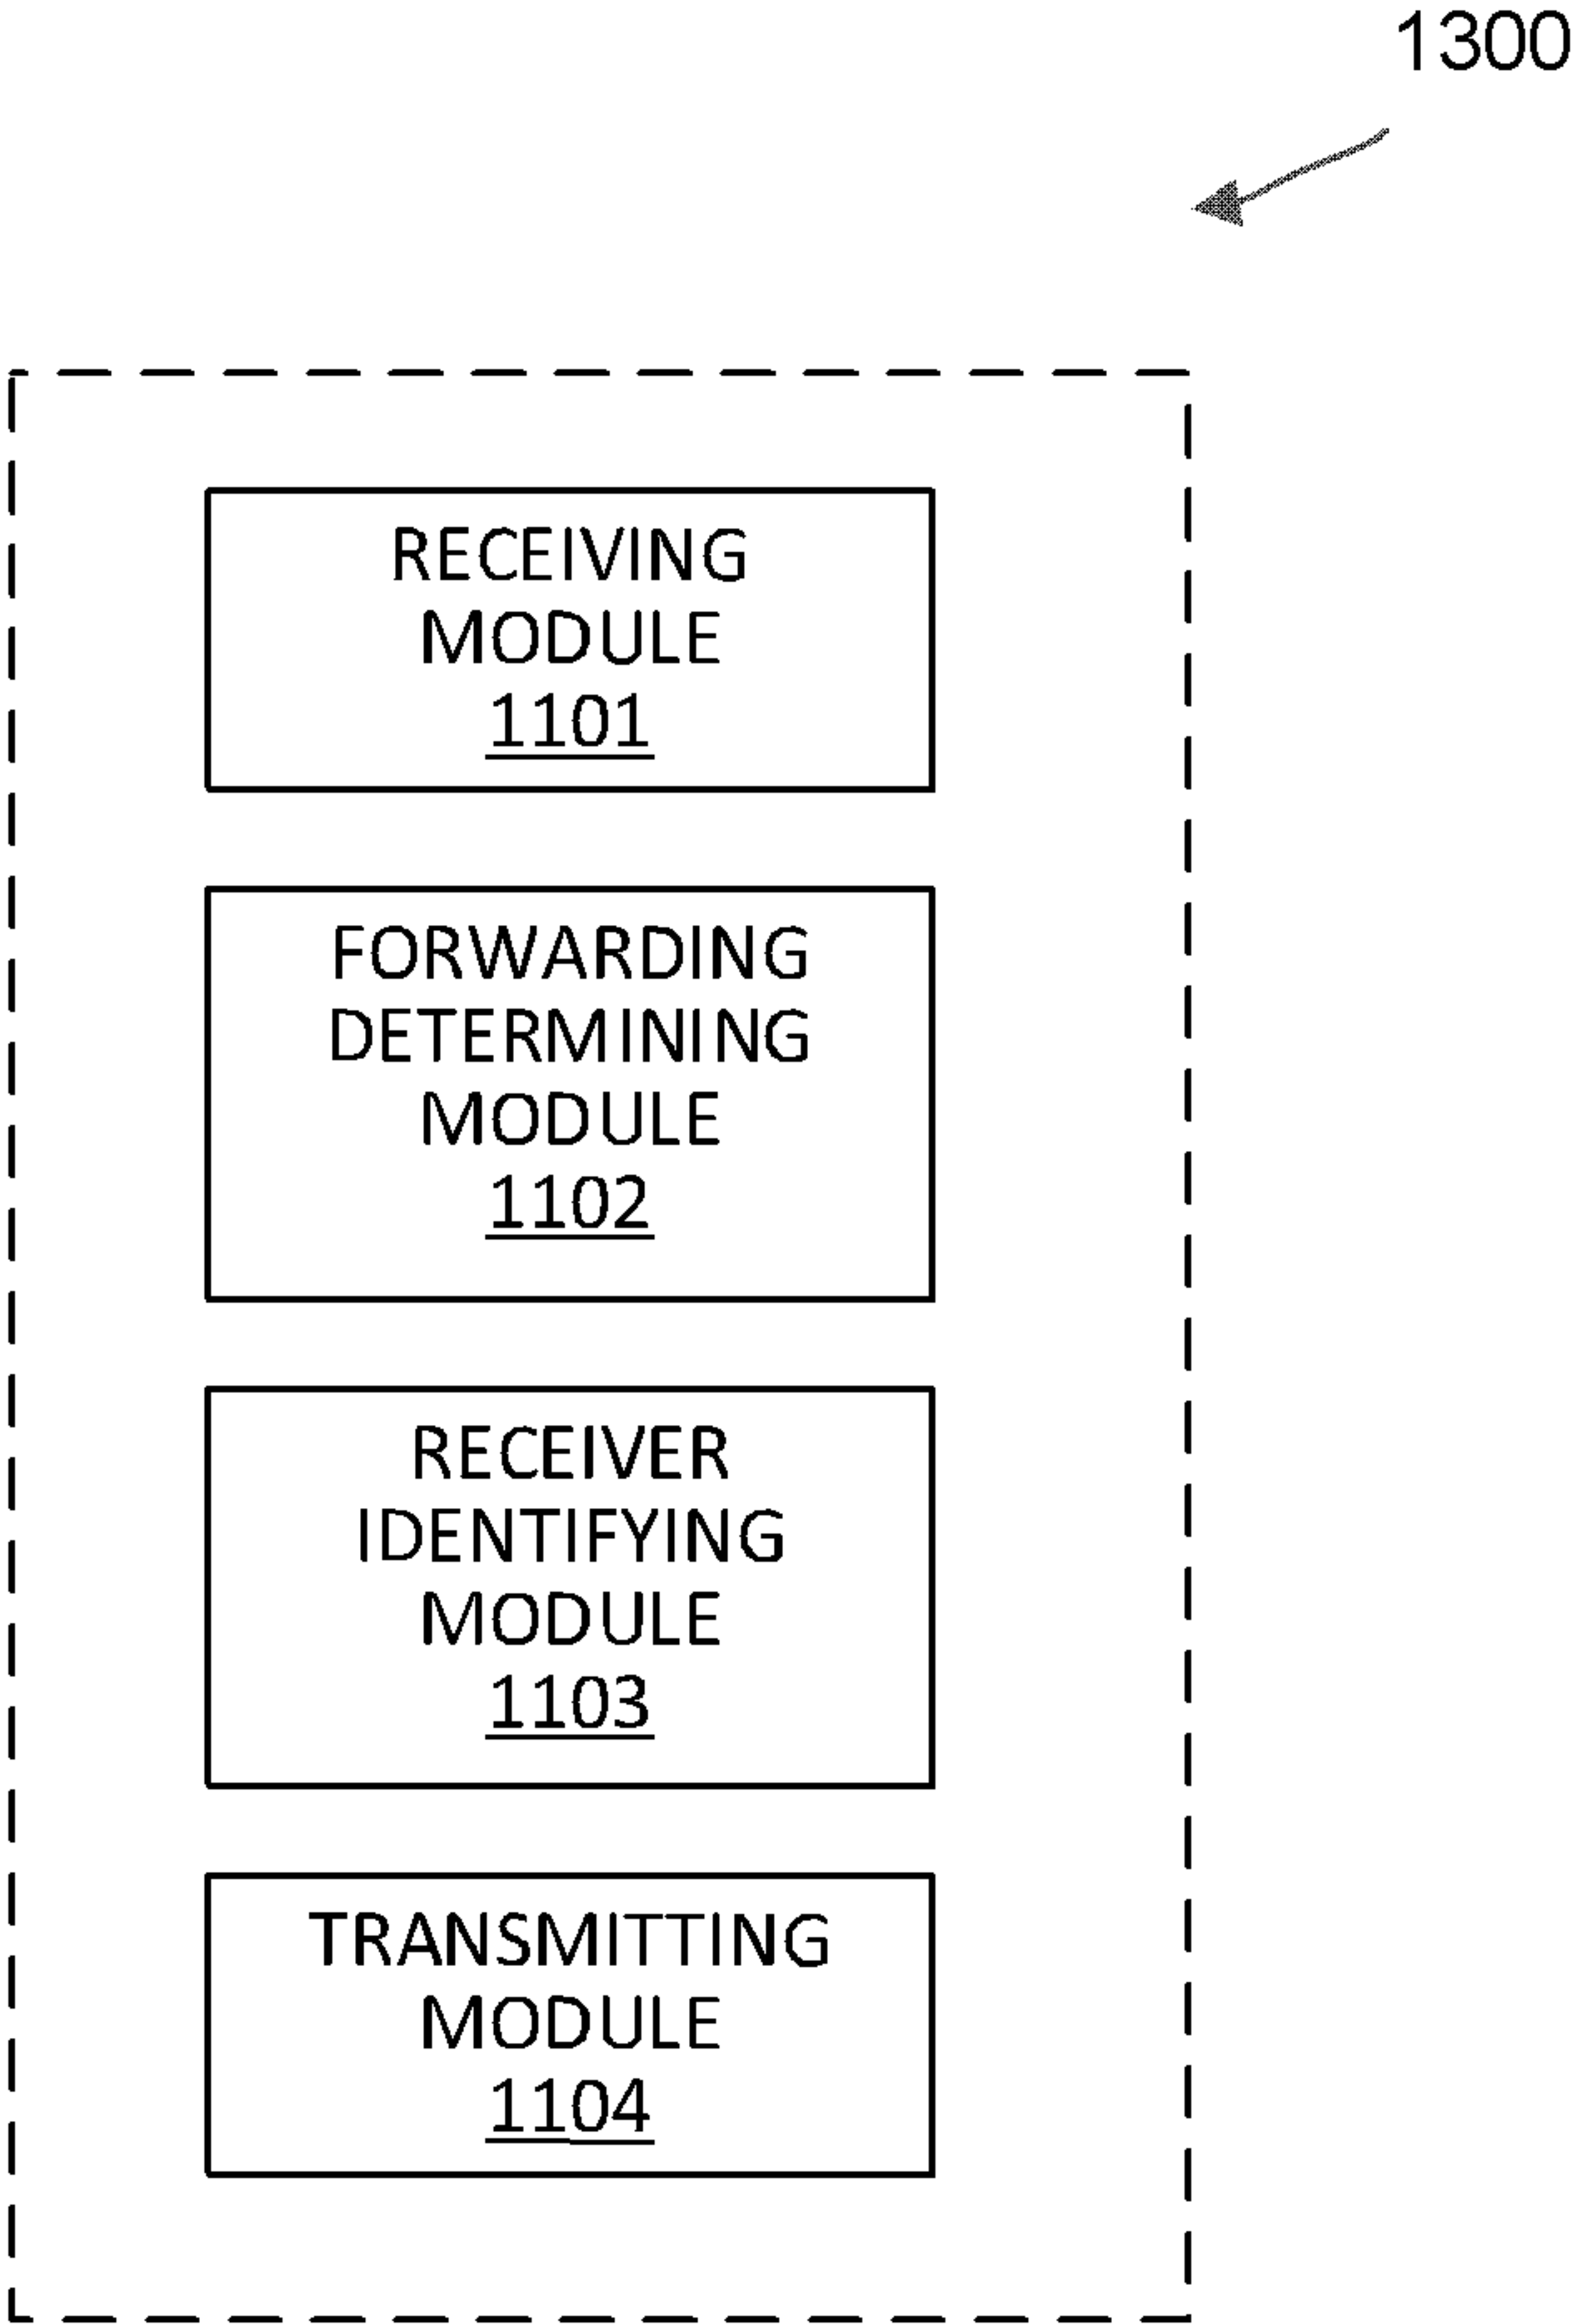 1300
RECEIVING
MODULE
1101
FORWARDING
DETERMINING
MODULE
1102
RECEIVER
IDENTIFYING
MODULE
1103
TRANSMITTING
MODULE
1104